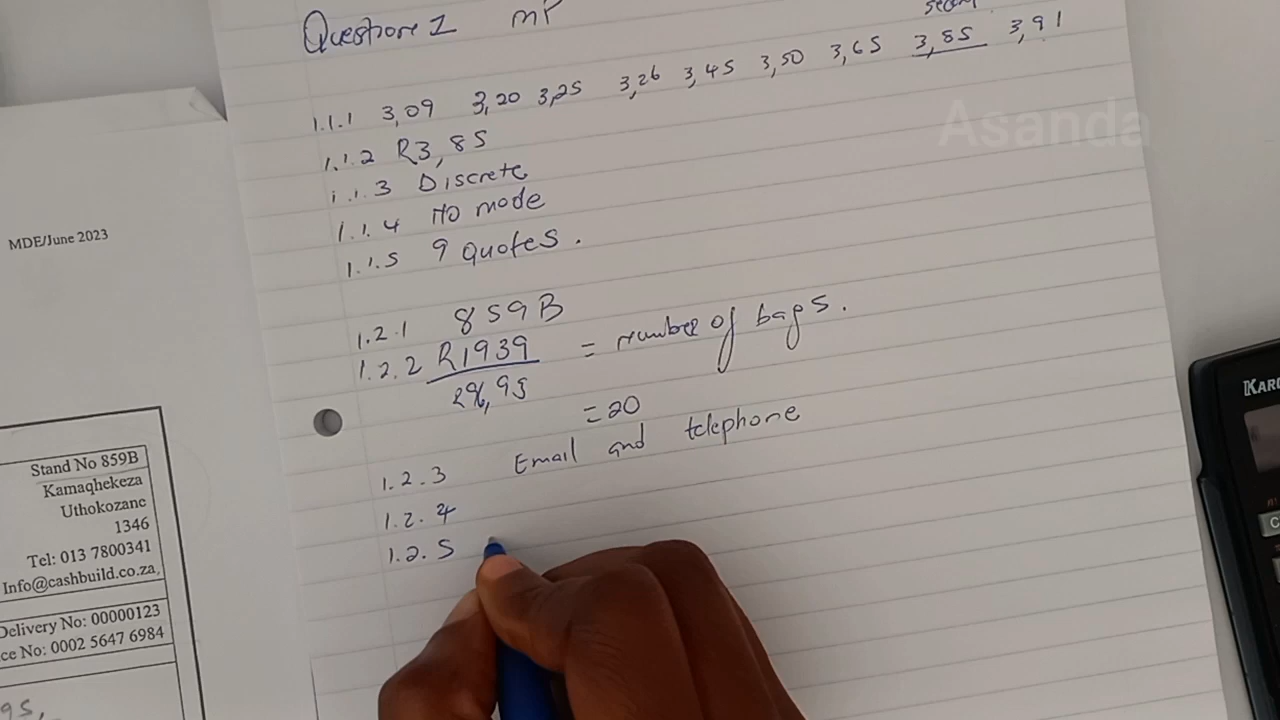 Question 1 mP
second
1.1.1 3,09 3,20 3,25 3,26 3,45 3,50 3,65 3,85 3,91
1.1.2 R3,85
1.1.3 Discrete
1.1.4 No mode
1.1.5 9 quotes.
1.2.1 859B
1.2.2 R1939 = number of bags.
=20
1.2.3 Email and telephone
1.2.4
1.2.5
MDE/June 2023
Stand No 859B
Kamaqhekeza
Uthokozanc
1346
Tel: 013 7800341
Info@cashbuild.co.za,
Delivery No: 00000123
ce No: 0002 5647 6984
95,
Asanda